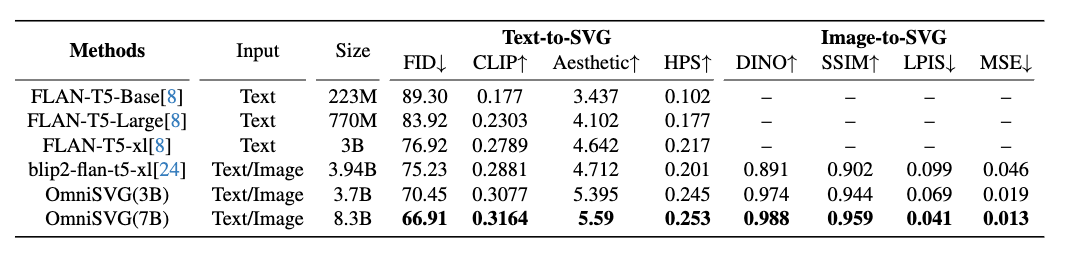 Methods Input Size Text-to-SVG Image-to-SVG
FID↓ CLIP↑ Aesthetic↑ HPS↑ DINO↑ SSIM↑ LPIS↓ MSE↓
FLAN-T5-Base[8] Text 223M 89.30 0.177 3.437 0.102 – – – –
FLAN-T5-Large[8] Text 770M 83.92 0.2303 4.102 0.177 – – – –
FLAN-T5-xl[8] Text 3B 76.92 0.2789 4.642 0.217 – – – –
blip2-flan-t5-xl[24] Text/Image 3.94B 75.23 0.2881 4.712 0.201 0.891 0.902 0.099 0.046
OmniSVG(3B) Text/Image 3.7B 70.45 0.3077 5.395 0.245 0.974 0.944 0.069 0.019
OmniSVG(7B) Text/Image 8.3B 66.91 0.3164 5.59 0.253 0.988 0.959 0.041 0.013